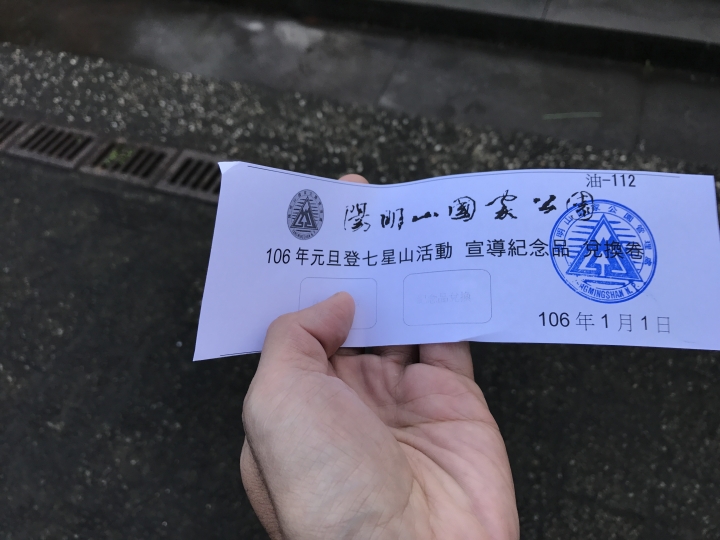 油-112
陽明山國家公園
106年元旦登七星山活動 宣導紀念品 兌換卷
106年1月1日